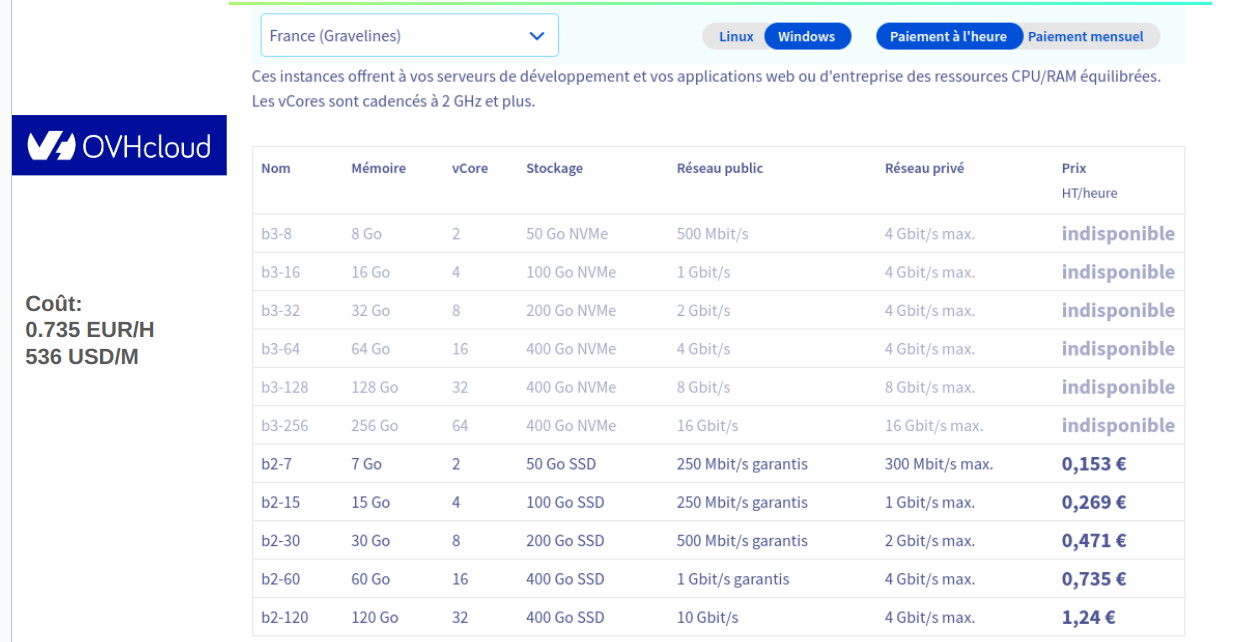 France (Gravelines)
Linux Windows Paiement à l'heure Paiement mensuel
Ces instances offrent à vos serveurs de développement et vos applications web ou d'entreprise des ressources CPU/RAM équilibrées.
Les vCores sont cadencés à 2 GHz et plus.
OVHcloud
Coût:
0.735 EUR/H
536 USD/M
Nom Mémoire vCore Stockage Réseau public Réseau privé Prix
HT/heure
b3-8 8 Go 2 50 Go NVMe 500 Mbit/s 4 Gbit/s max. indisponible
b3-16 16 Go 4 100 Go NVMe 1 Gbit/s 4 Gbit/s max. indisponible
b3-32 32 Go 8 200 Go NVMe 2 Gbit/s 4 Gbit/s max. indisponible
b3-64 64 Go 16 400 Go NVMe 4 Gbit/s 4 Gbit/s max. indisponible
b3-128 128 Go 32 400 Go NVMe 8 Gbit/s 8 Gbit/s max. indisponible
b3-256 256 Go 64 400 Go NVMe 16 Gbit/s 16 Gbit/s max. indisponible
b2-7 7 Go 2 50 Go SSD 250 Mbit/s garantis 300 Mbit/s max. 0,153 €
b2-15 15 Go 4 100 Go SSD 250 Mbit/s garantis 1 Gbit/s max. 0,269 €
b2-30 30 Go 8 200 Go SSD 500 Mbit/s garantis 2 Gbit/s max. 0,471 €
b2-60 60 Go 16 400 Go SSD 1 Gbit/s garantis 4 Gbit/s max. 0,735 €
b2-120 120 Go 32 400 Go SSD 10 Gbit/s 4 Gbit/s max. 1,24 €